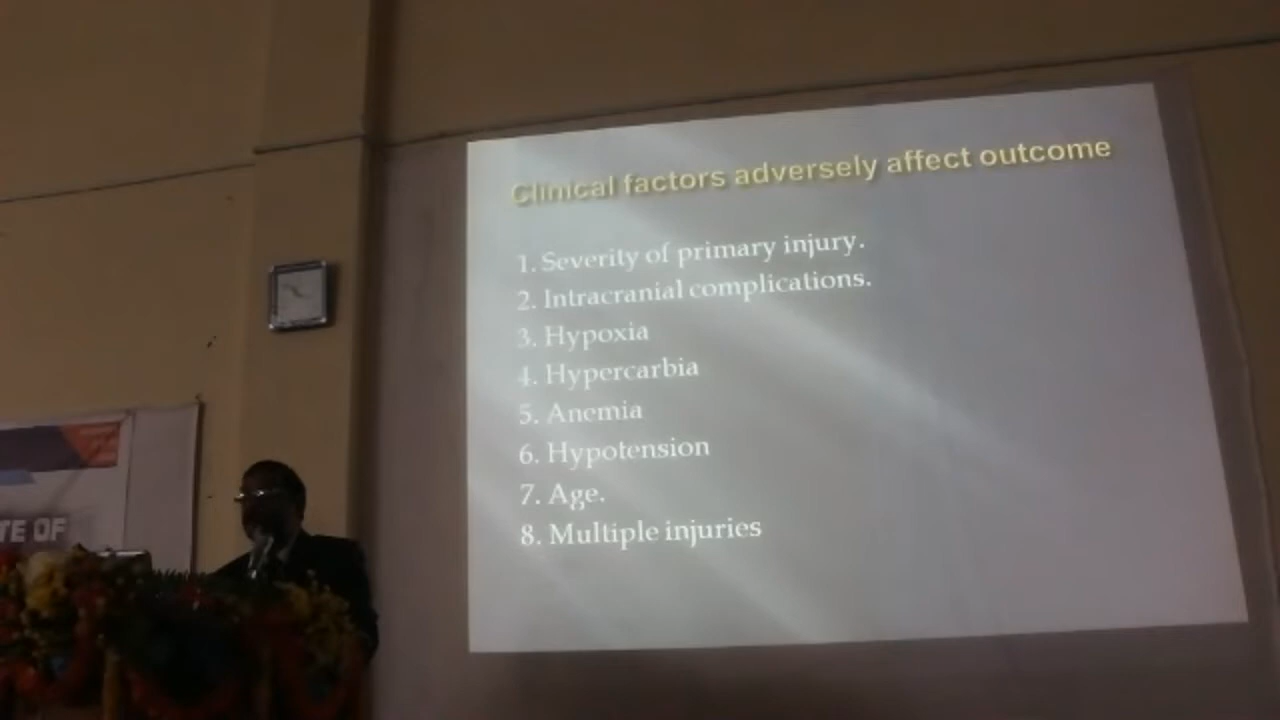 Clinical factors adversely affect outcome
1. Severity of primary injury.
2. Intracranial complications.
3. Hypoxia
4. Hypercarbia
5. Anemia
6. Hypotension
7. Age.
8. Multiple injuries
TE OF